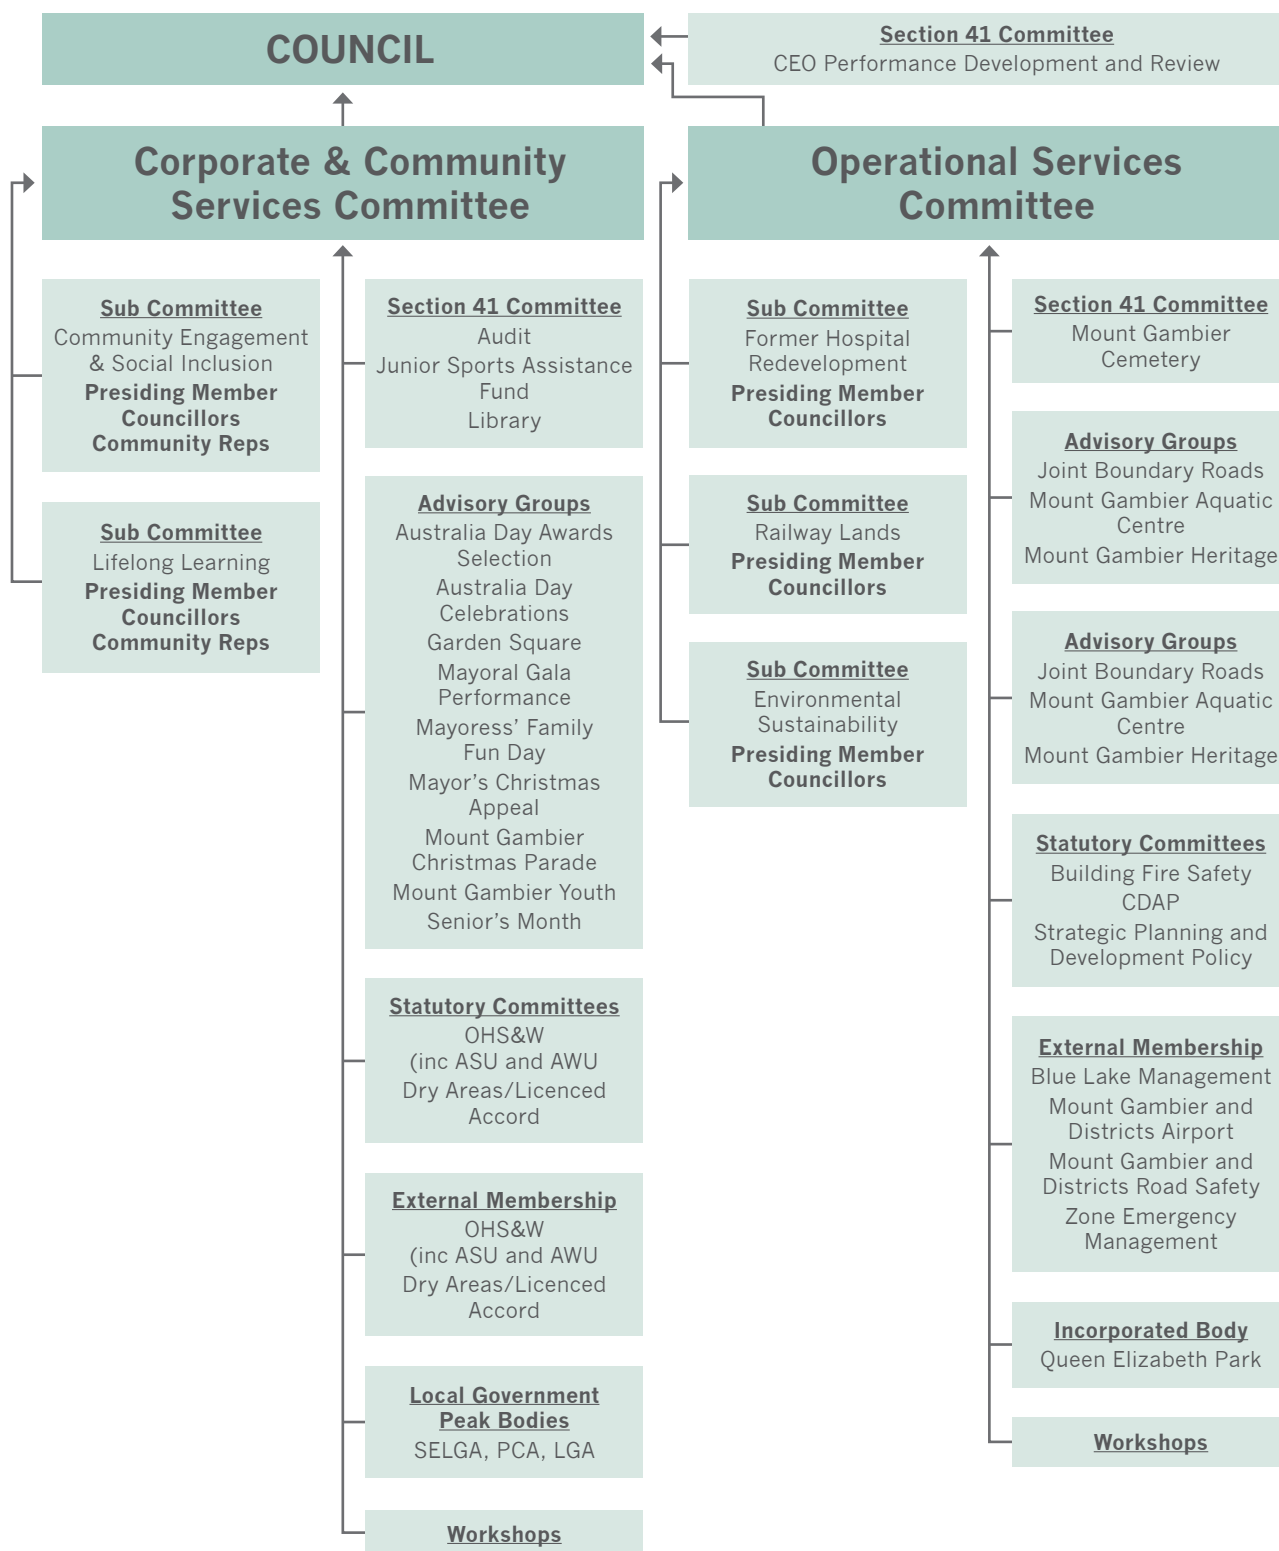 COUNCIL
Section 41 Committee
CEO Performance Development and Review
Corporate & Community
Services Committee
Operational Services
Committee
Sub Committee
Community Engagement
& Social Inclusion
Presiding Member
Councillors
Community Reps
Sub Committee
Lifelong Learning
Presiding Member
Councillors
Community Reps
Section 41 Committee
Audit
Junior Sports Assistance
Fund
Library
Advisory Groups
Australia Day Awards
Selection
Australia Day
Celebrations
Garden Square
Mayoral Gala
Performance
Mayoress’ Family
Fun Day
Mayor’s Christmas
Appeal
Mount Gambier
Christmas Parade
Mount Gambier Youth
Senior’s Month
Statutory Committees
OHS&W
(inc ASU and AWU
Dry Areas/Licenced
Accord
External Membership
OHS&W
(inc ASU and AWU
Dry Areas/Licenced
Accord
Local Government
Peak Bodies
SELGA, PCA, LGA
Workshops
Sub Committee
Former Hospital
Redevelopment
Presiding Member
Councillors
Sub Committee
Railway Lands
Presiding Member
Councillors
Sub Committee
Environmental
Sustainability
Presiding Member
Councillors
Section 41 Committee
Mount Gambier
Cemetery
Advisory Groups
Joint Boundary Roads
Mount Gambier Aquatic
Centre
Mount Gambier Heritage
Advisory Groups
Joint Boundary Roads
Mount Gambier Aquatic
Centre
Mount Gambier Heritage
Statutory Committees
Building Fire Safety
CDAP
Strategic Planning and
Development Policy
External Membership
Blue Lake Management
Mount Gambier and
Districts Airport
Mount Gambier and
Districts Road Safety
Zone Emergency
Management
Incorporated Body
Queen Elizabeth Park
Workshops